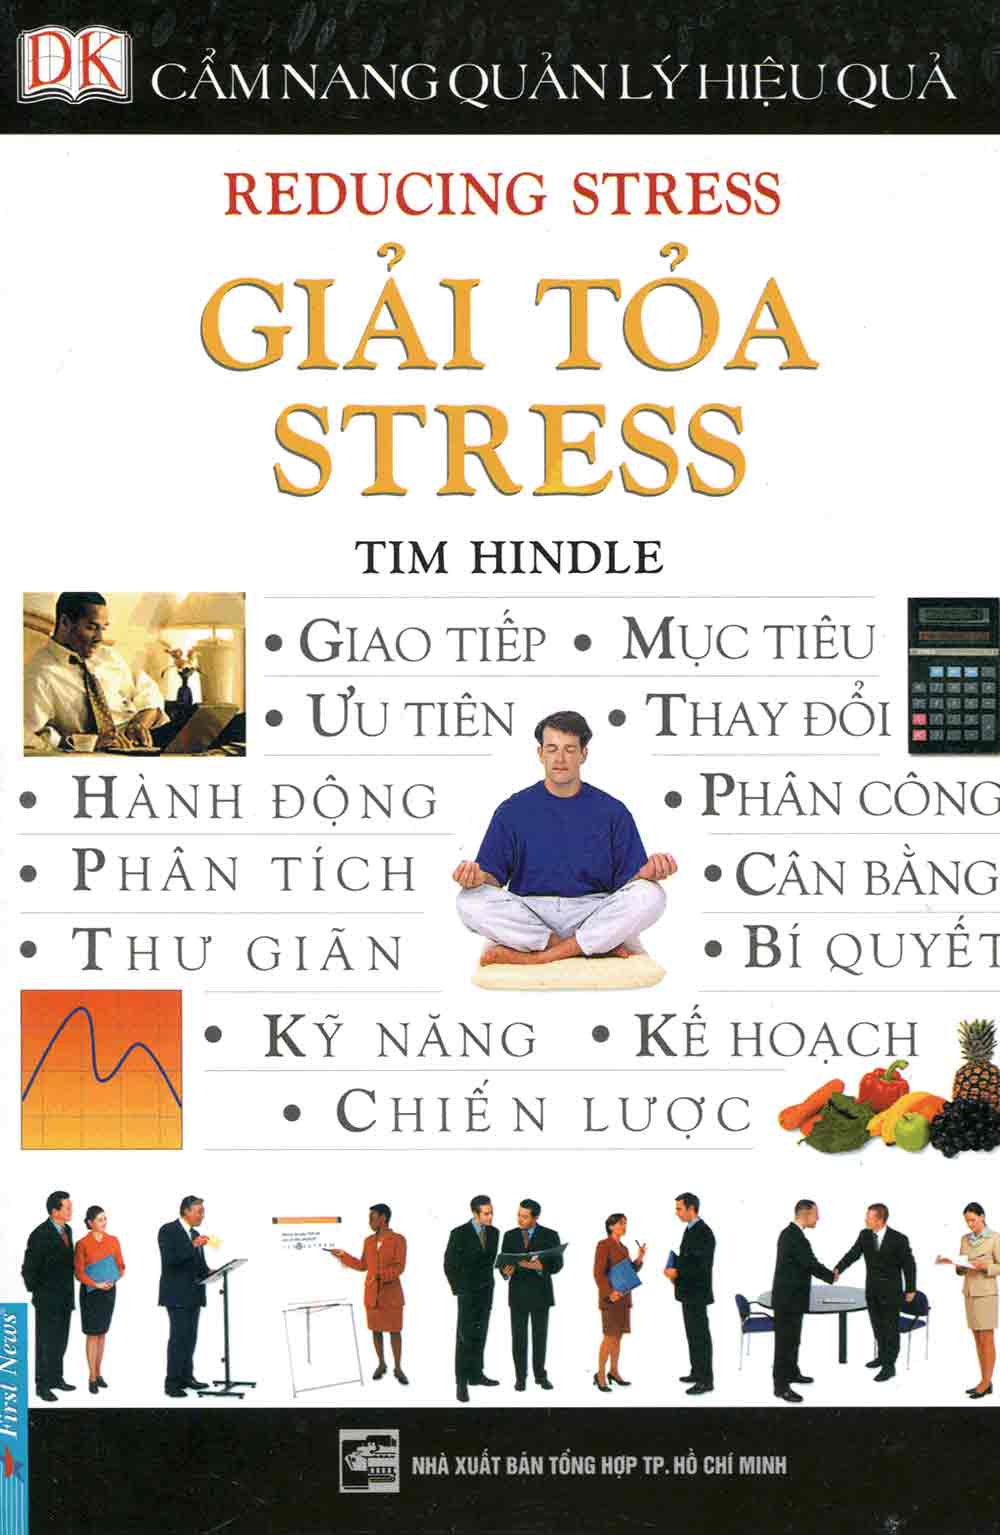 DK CẨM NANG QUẢN LÝ HIỆU QUẢ
REDUCING STRESS
GIẢI TỎA
STRESS
TIM HINDLE
• GIAO TIẾP • MỤC TIÊU
• ƯU TIÊN • THAY ĐỔI
• HÀNH ĐỘNG • PHÂN CÔNG
• PHÂN TÍCH • CÂN BẰNG
• THƯ GIÃN • BÍ QUYẾT
• KỸ NĂNG • KẾ HOẠCH
• CHIẾN LƯỢC
First News
NHÀ XUẤT BẢN TỔNG HỢP TP. HỒ CHÍ MINH